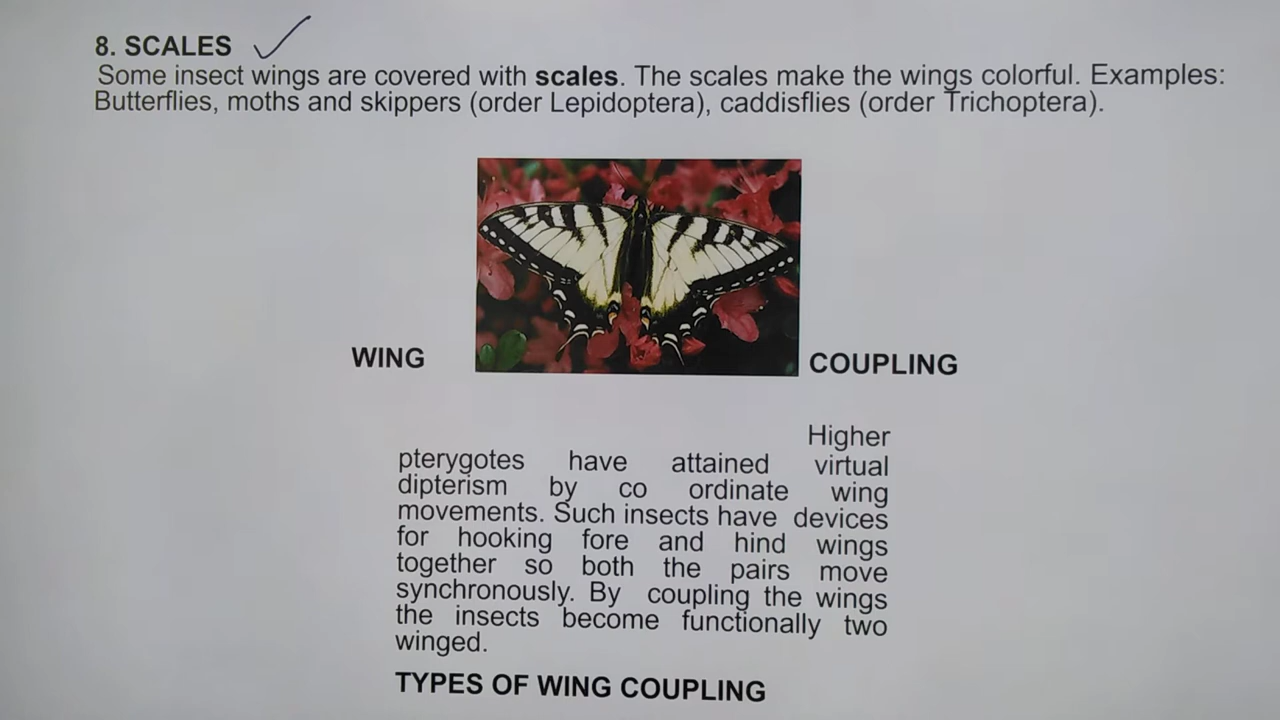 8. SCALES
Some insect wings are covered with scales. The scales make the wings colorful. Examples:
Butterflies, moths and skippers (order Lepidoptera), caddisflies (order Trichoptera).
WING COUPLING
Higher
pterygotes have attained virtual
dipterism by co ordinate wing
movements. Such insects have devices
for hooking fore and hind wings
together so both the pairs move
synchronously. By coupling the wings
the insects become functionally two
winged.
TYPES OF WING COUPLING